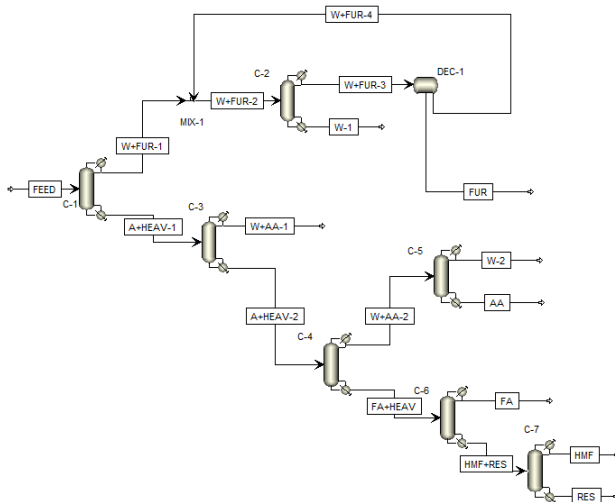 W+FUR-4
C-2
W+FUR-3
DEC-1
W+FUR-2
MIX-1
W-1
W+FUR-1
FEED
C-1
FUR
C-3
A+HEAV-1
W+AA-1
C-5
W-2
AA
A+HEAV-2
W+AA-2
C-4
FA+HEAV
C-6
FA
C-7
HMF+RES
HMF
RES